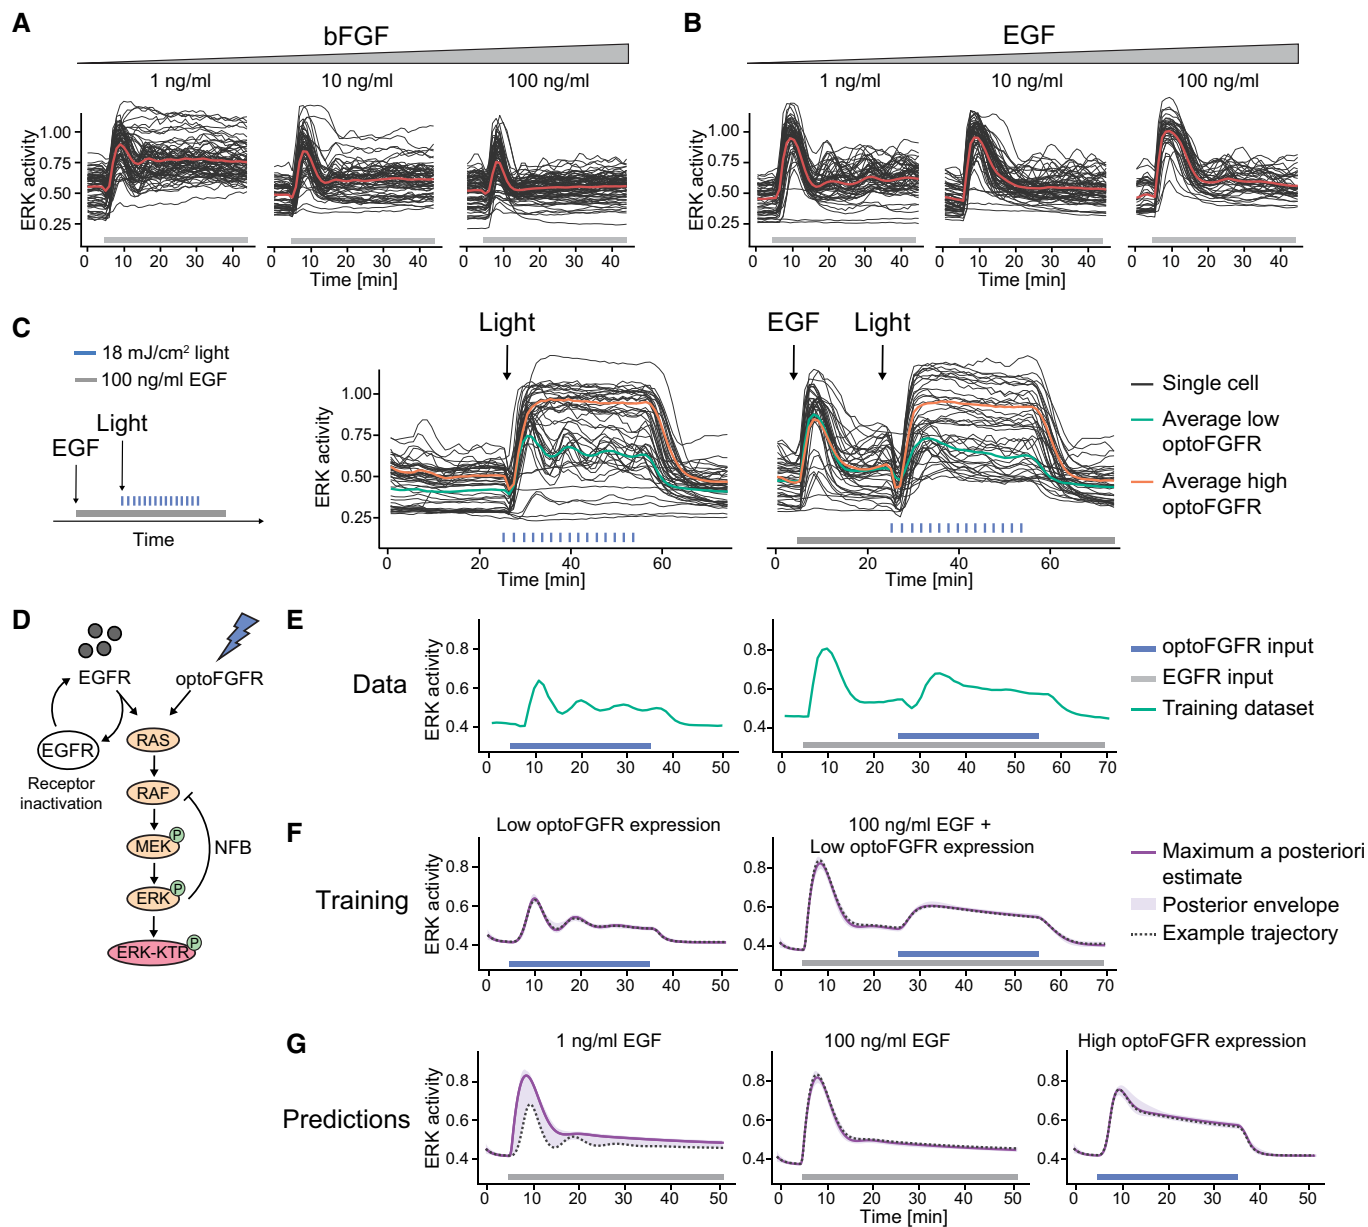 A
bFGF
1 ng/ml
10 ng/ml
100 ng/ml
ERK activity
1.00
0.75
0.50
0.25
0 10 20 30 40
0 10 20 30 40
0 10 20 30 40
Time [min]
B
EGF
1 ng/ml
10 ng/ml
100 ng/ml
ERK activity
1.00
0.75
0.50
0.25
0 10 20 30 40
0 10 20 30 40
0 10 20 30 40
Time [min]
C
18 mJ/cm² light
100 ng/ml EGF
Light
EGF
Time
Light
ERK activity
1.00
0.75
0.50
0.25
0 20 40 60
Time [min]
EGF
Light
0 20 40 60
Time [min]
Single cell
Average low
optoFGFR
Average high
optoFGFR
D
EGFR
optoFGFR
EGFR
Receptor
inactivation
RAS
RAF
MEK
P
NFB
ERK
P
ERK-KTR
P
E
Data
ERK activity
0.8
0.6
0.4
0 10 20 30 40 50
0.8
0.6
0.4
0 10 20 30 40 50 60 70
optoFGFR input
EGFR input
Training dataset
F
Training
Low optoFGFR expression
ERK activity
0.8
0.6
0.4
0 10 20 30 40 50
100 ng/ml EGF +
Low optoFGFR expression
0.8
0.6
0.4
0 10 20 30 40 50 60 70
Maximum a posteriori
estimate
Posterior envelope
Example trajectory
G
Predictions
1 ng/ml EGF
ERK activity
0.8
0.6
0.4
0 10 20 30 40 50
100 ng/ml EGF
0.8
0.6
0.4
0 10 20 30 40 50
High optoFGFR expression
0.8
0.6
0.4
0 10 20 30 40 50
Time [min]